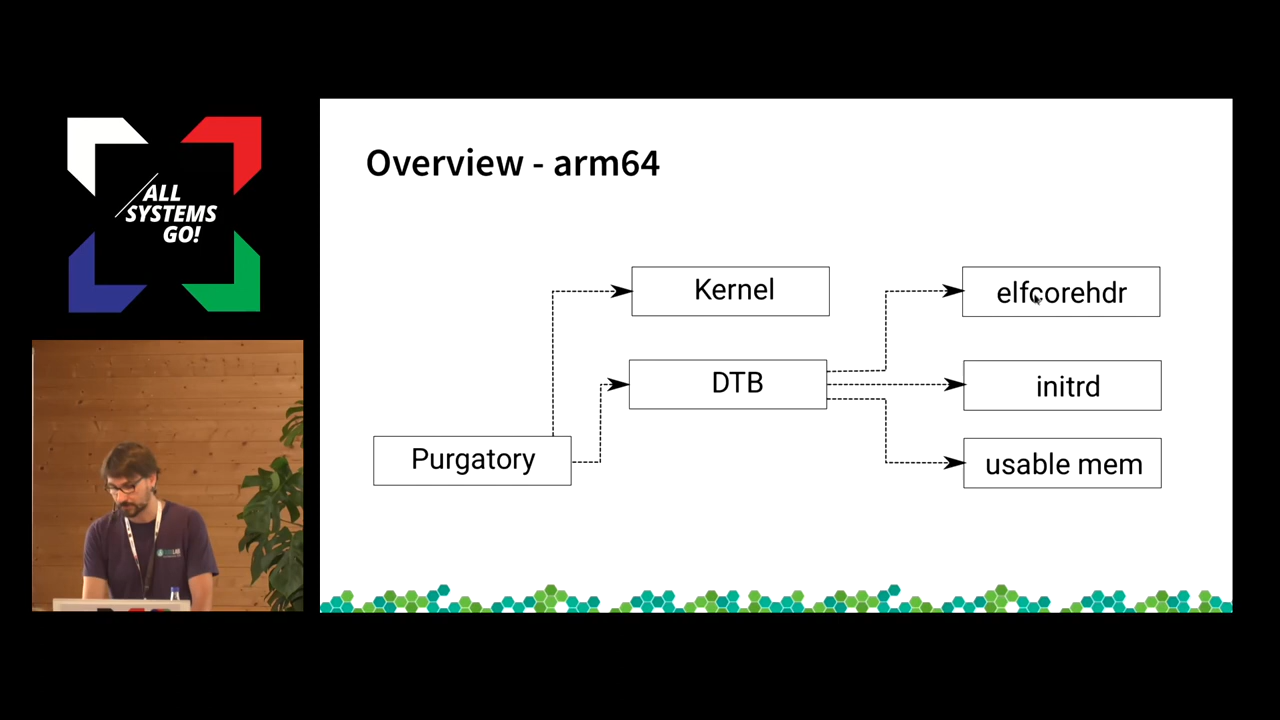 ALL
SYSTEMS
GO!
Overview - arm64
Kernel
elfcorehdr
DTB
initrd
Purgatory
usable mem